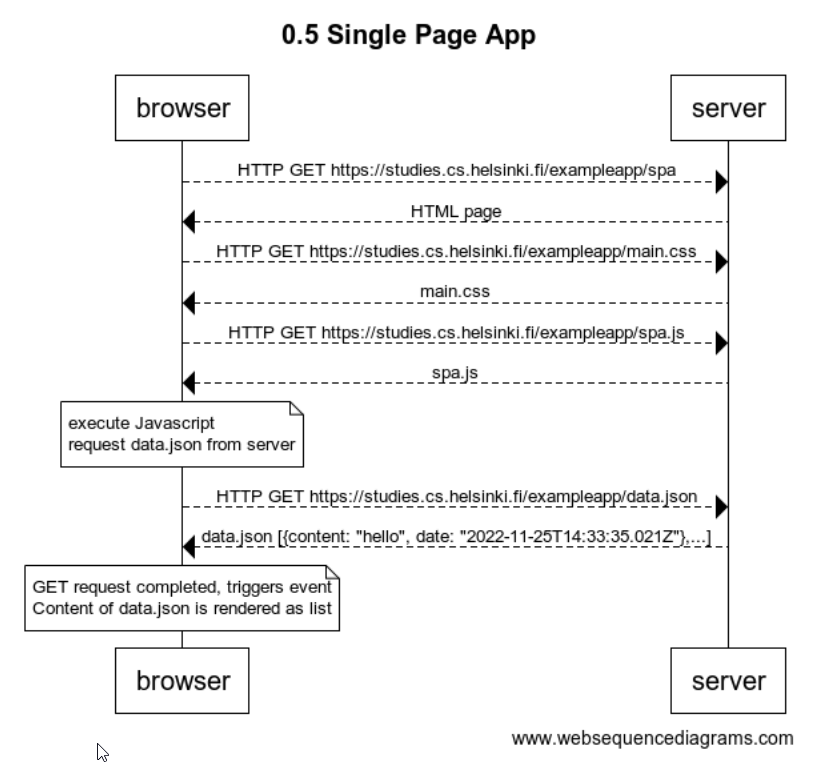 0.5 Single Page App
browser
server
HTTP GET https://studies.cs.helsinki.fi/exampleapp/spa
HTML page
HTTP GET https://studies.cs.helsinki.fi/exampleapp/main.css
main.css
HTTP GET https://studies.cs.helsinki.fi/exampleapp/spa.js
spa.js
execute Javascript
request data.json from server
HTTP GET https://studies.cs.helsinki.fi/exampleapp/data.json
data.json [{content: "hello", date: "2022-11-25T14:33:35.021Z"},...]
GET request completed, triggers event
Content of data.json is rendered as list
browser
server
www.websequencediagrams.com